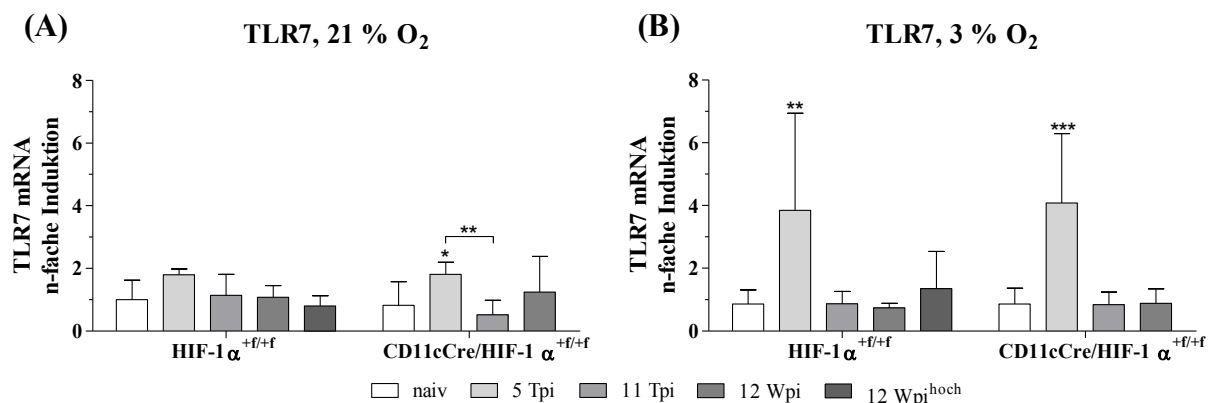 (A)
TLR7, 21 % O₂
TLR7 mRNA
n-fache Induktion
8
6
4
2
0
*
**
HIF-1 α⁺ᶠ/⁺ᶠ
CD11cCre/HIF-1 α⁺ᶠ/⁺ᶠ
(B)
TLR7, 3 % O₂
TLR7 mRNA
n-fache Induktion
8
6
4
2
0
**
***
HIF-1 α⁺ᶠ/⁺ᶠ
CD11cCre/HIF-1 α⁺ᶠ/⁺ᶠ
naiv 5 Tpi 11 Tpi 12 Wpi 12 Wpiʰᵒᶜʰ